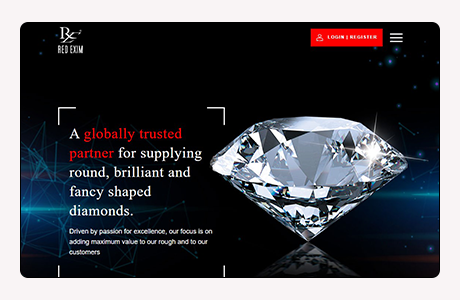 RED EXIM
LOGIN | REGISTER
A globally trusted
partner for supplying
round, brilliant and
fancy shaped
diamonds.
Driven by passion for excellence, our focus is on
adding maximum value to our rough and to our
customers